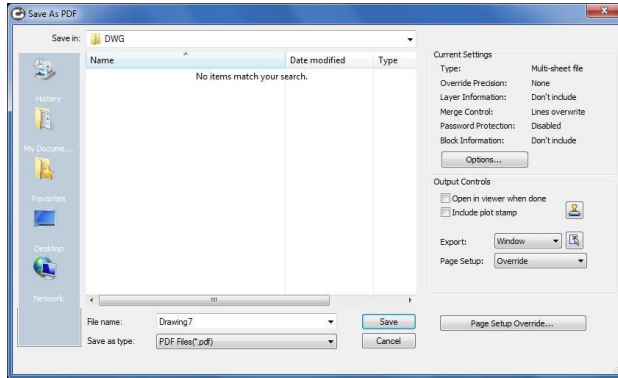 Save As PDF
Save in: DWG
History
My Docume...
Favorites
Desktop
Network
Name Date modified Type
No items match your search.
File name: Drawing7
Save as type: PDF Files(*.pdf)
Save
Cancel
Current Settings
Type: Multi-sheet file
Override Precision: None
Layer Information: Don't include
Merge Control: Lines overwrite
Password Protection: Disabled
Block Information: Don't include
Options...
Output Controls
Open in viewer when done
Include plot stamp
Export: Window
Page Setup: Override
Page Setup Override...